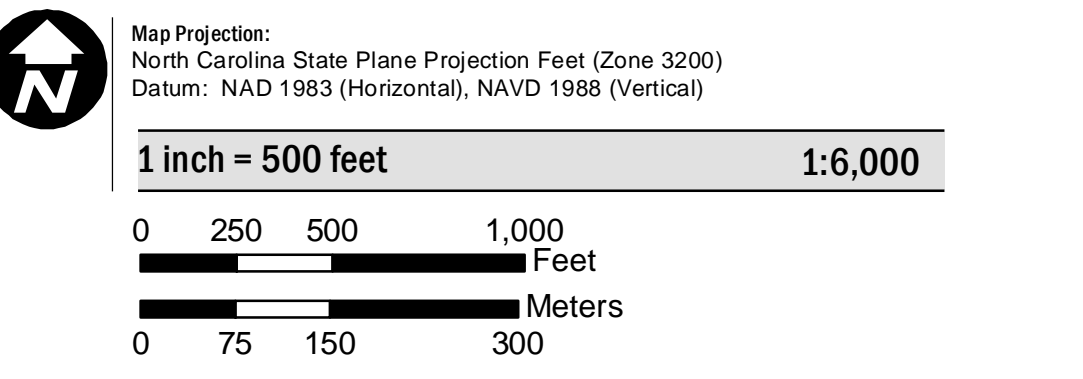 N
Map Projection:
North Carolina State Plane Projection Feet (Zone 3200)
Datum: NAD 1983 (Horizontal), NAVD 1988 (Vertical)
1 inch = 500 feet 1:6,000
0 250 500 1,000
Feet
Meters
0 75 150 300